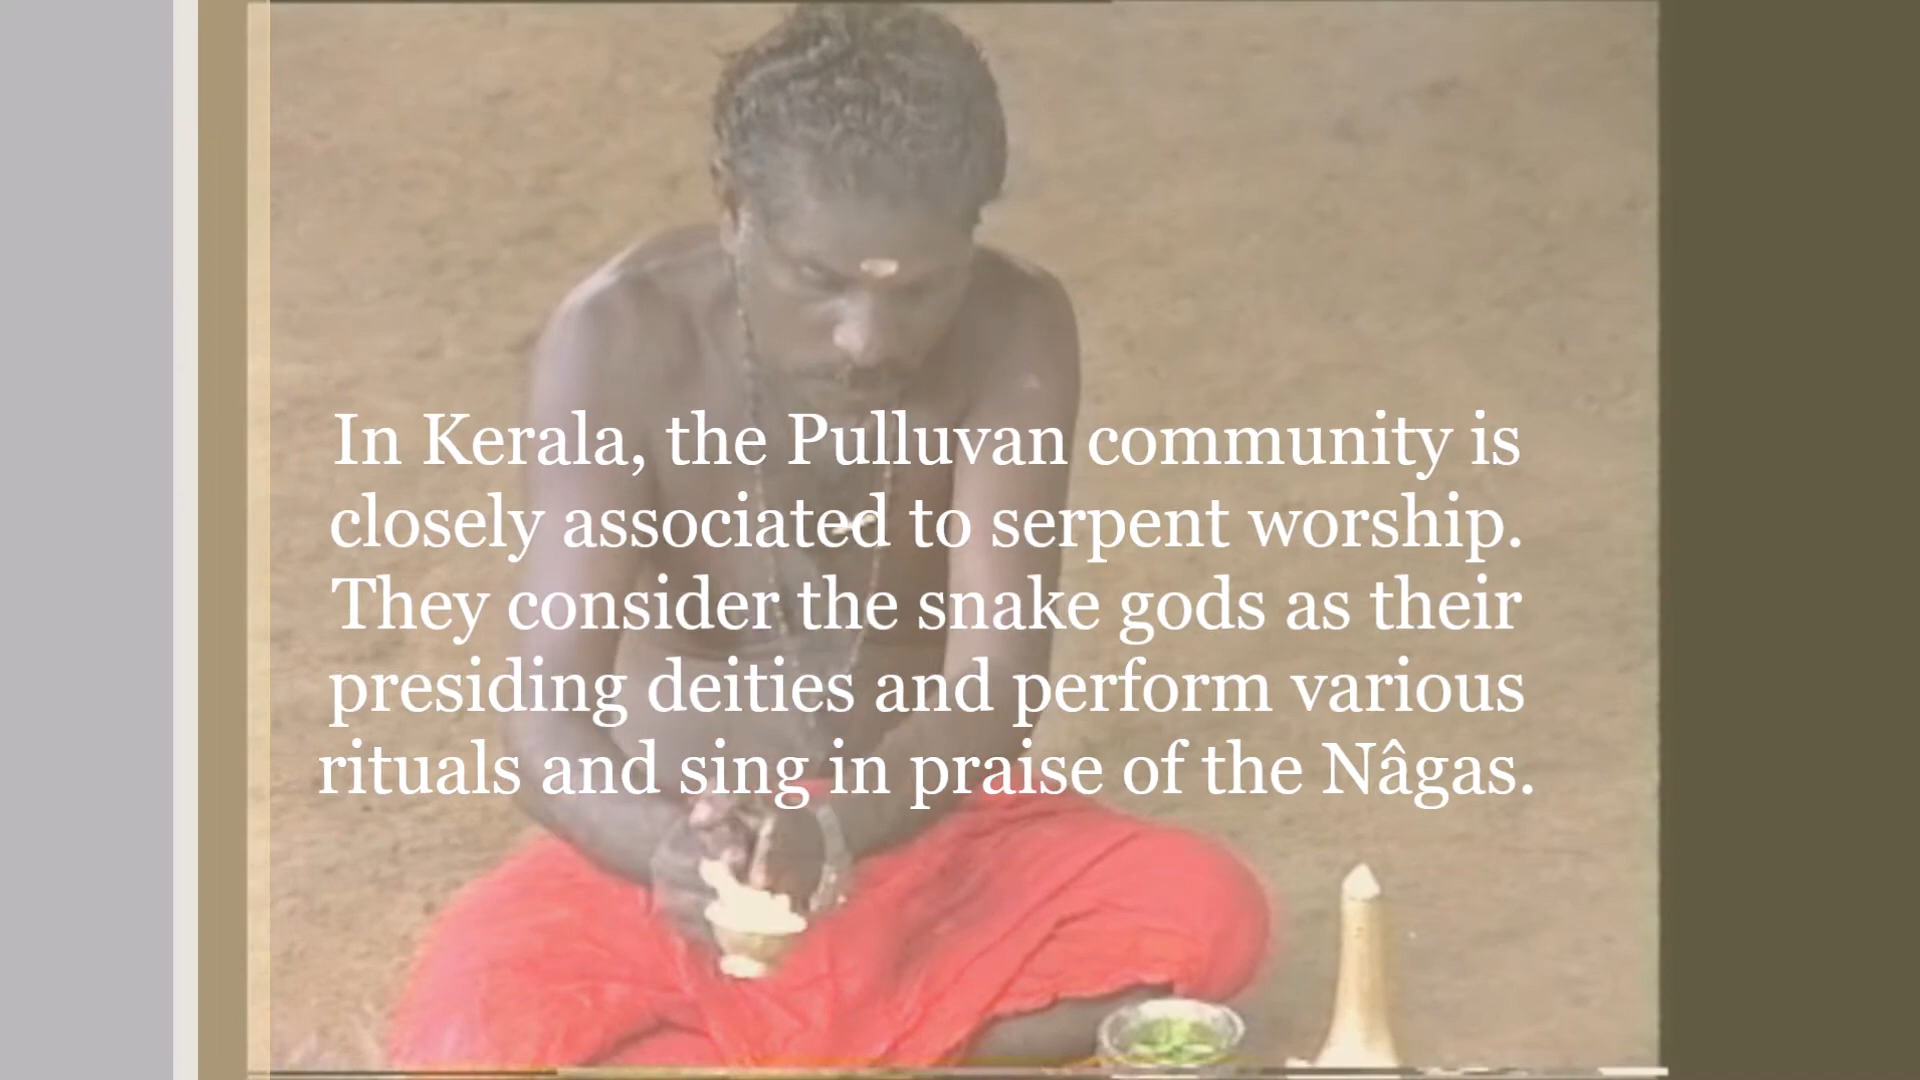 In Kerala, the Pulluvan community is
closely associated to serpent worship.
They consider the snake gods as their
presiding deities and perform various
rituals and sing in praise of the Nâgas.